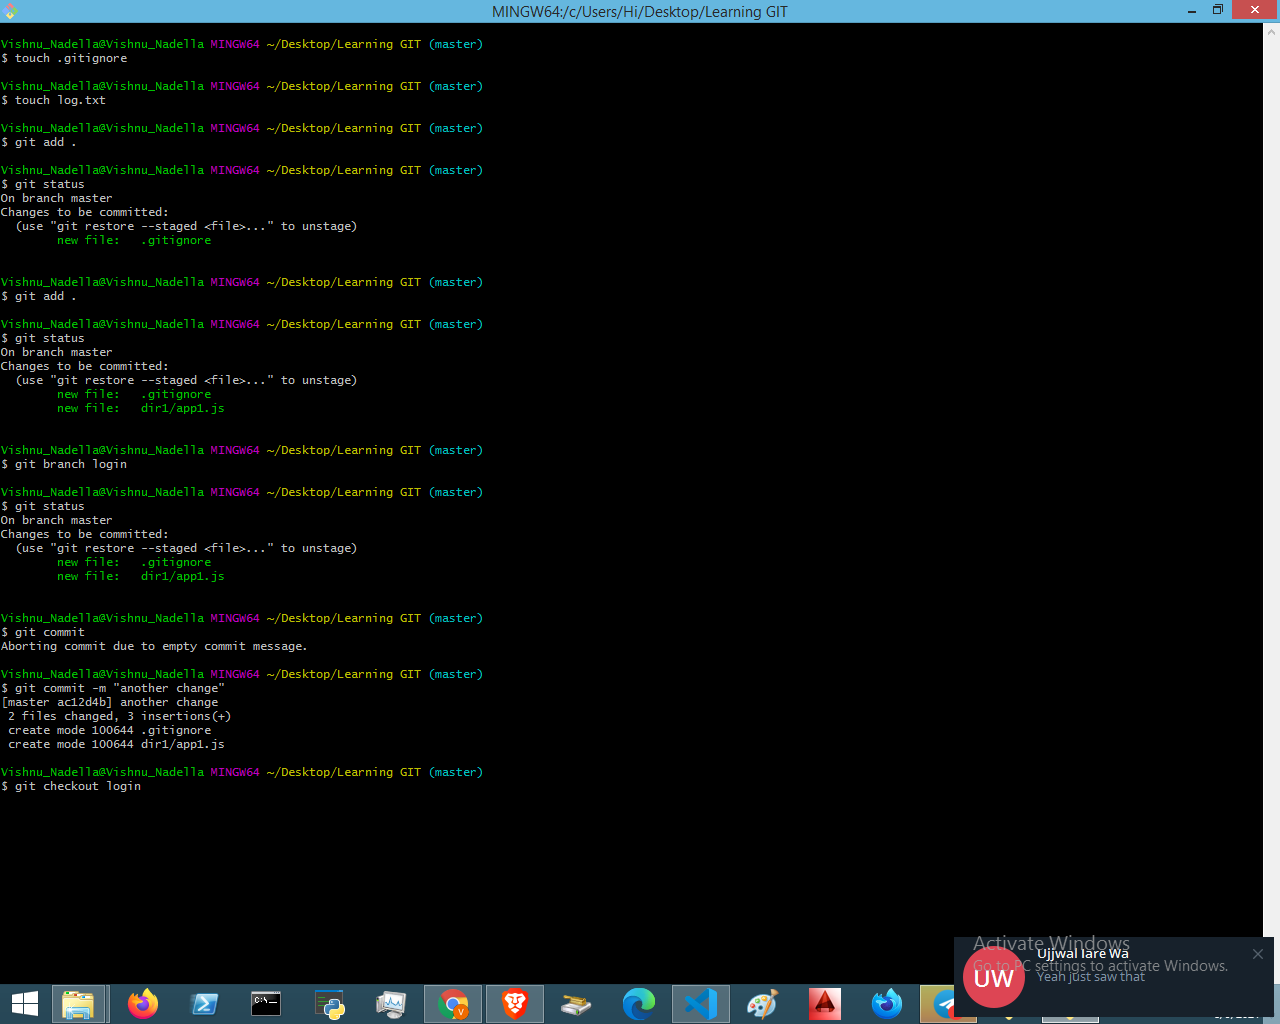 MINGW64:/c/Users/Hi/Desktop/Learning GIT
Vishnu_Nadella@Vishnu_Nadella MINGW64 ~/Desktop/Learning GIT (master)
$ touch .gitignore
Vishnu_Nadella@Vishnu_Nadella MINGW64 ~/Desktop/Learning GIT (master)
$ touch log.txt
Vishnu_Nadella@Vishnu_Nadella MINGW64 ~/Desktop/Learning GIT (master)
$ git add .
Vishnu_Nadella@Vishnu_Nadella MINGW64 ~/Desktop/Learning GIT (master)
$ git status
On branch master
Changes to be committed:
  (use "git restore --staged <file>..." to unstage)
        new file:   .gitignore
Vishnu_Nadella@Vishnu_Nadella MINGW64 ~/Desktop/Learning GIT (master)
$ git add .
Vishnu_Nadella@Vishnu_Nadella MINGW64 ~/Desktop/Learning GIT (master)
$ git status
On branch master
Changes to be committed:
  (use "git restore --staged <file>..." to unstage)
        new file:   .gitignore
        new file:   dir1/app1.js
Vishnu_Nadella@Vishnu_Nadella MINGW64 ~/Desktop/Learning GIT (master)
$ git branch login
Vishnu_Nadella@Vishnu_Nadella MINGW64 ~/Desktop/Learning GIT (master)
$ git status
On branch master
Changes to be committed:
  (use "git restore --staged <file>..." to unstage)
        new file:   .gitignore
        new file:   dir1/app1.js
Vishnu_Nadella@Vishnu_Nadella MINGW64 ~/Desktop/Learning GIT (master)
$ git commit
Aborting commit due to empty commit message.
Vishnu_Nadella@Vishnu_Nadella MINGW64 ~/Desktop/Learning GIT (master)
$ git commit -m "another change"
[master ac12d4b] another change
 2 files changed, 3 insertions(+)
 create mode 100644 .gitignore
 create mode 100644 dir1/app1.js
Vishnu_Nadella@Vishnu_Nadella MINGW64 ~/Desktop/Learning GIT (master)
$ git checkout login
Activate Windows
Go to PC settings to activate Windows.
UW
Ujjwal Iare Wa
Yeah just saw that